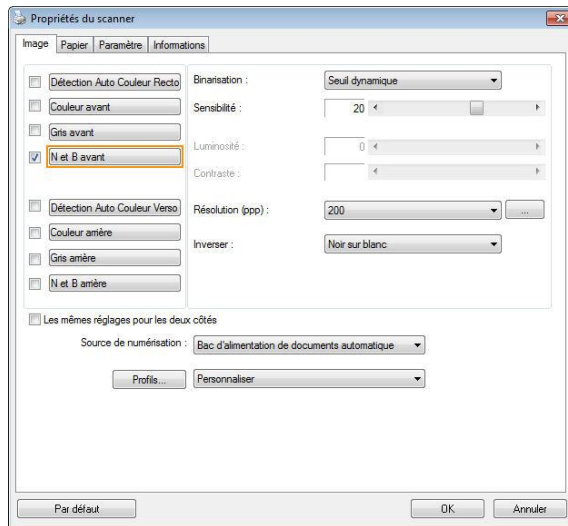 Propriétés du scanner
Image Papier Paramètre Informations
Détection Auto Couleur Recto
Couleur avant
Gris avant
N et B avant
Détection Auto Couleur Verso
Couleur arrière
Gris arrière
N et B arrière
Binarisation : Seuil dynamique
Sensibilité : 20
Luminosité : 0
Contraste :
Résolution (ppp) : 200 ...
Inverser : Noir sur blanc
Les mêmes réglages pour les deux côtés
Source de numérisation : Bac d'alimentation de documents automatique
Profils... Personnaliser
Par défaut OK Annuler